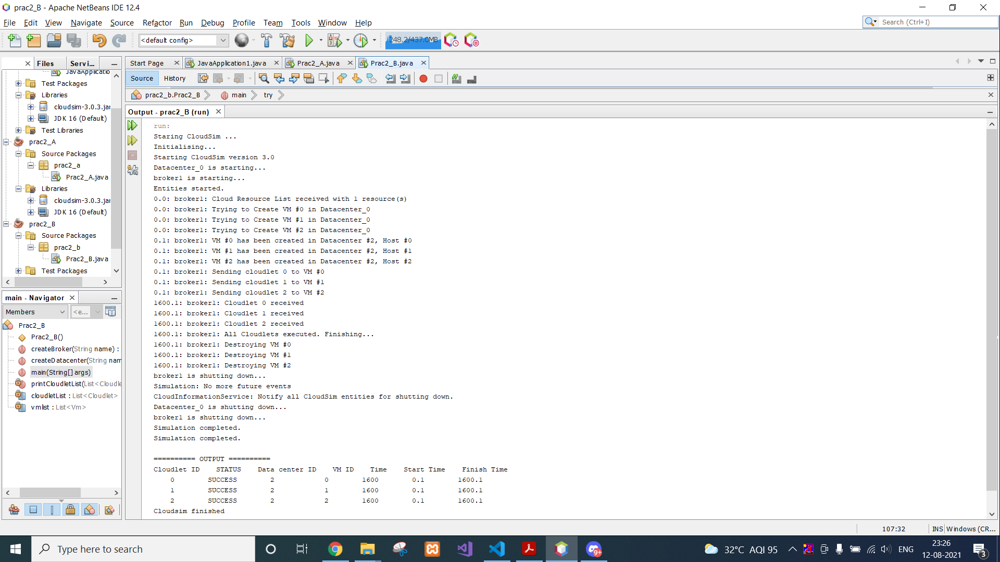 prac2_B - Apache NetBeans IDE 12.4
File Edit View Navigate Source Refactor Run Debug Profile Team Tools Window Help
Search (Ctrl+I)
<default config>
248.2/437.0MB
Files
Servi...
Start Page
JavaApplication1.java
Prac2_A.java
Prac2_B.java
Source
History
prac2_b.Prac2_B
main
try
JavaApplicatio
Test Packages
Libraries
cloudsim-3.0.3.jar
JDK 16 (Default)
Test Libraries
prac2_A
Source Packages
prac2_a
Prac2_A.java
Libraries
cloudsim-3.0.3.jar
JDK 16 (Default)
prac2_B
Source Packages
prac2_b
Prac2_B.java
Test Packages
main - Navigator
Members
<e...
Prac2_B
Prac2_B()
createBroker(String name) :
createDatacenter(String nam
main(String[] args)
printCloudletList(List<Cloudle
cloudletList : List<Cloudlet>
vmlist : List<Vm>
Output - prac2_B (run)
run:
Staring CloudSim ...
Initialising...
Starting CloudSim version 3.0
Datacenter_0 is starting...
broker1 is starting...
Entities started.
0.0: broker1: Cloud Resource List received with 1 resource(s)
0.0: broker1: Trying to Create VM #0 in Datacenter_0
0.0: broker1: Trying to Create VM #1 in Datacenter_0
0.0: broker1: Trying to Create VM #2 in Datacenter_0
0.1: broker1: VM #0 has been created in Datacenter #2, Host #0
0.1: broker1: VM #1 has been created in Datacenter #2, Host #1
0.1: broker1: VM #2 has been created in Datacenter #2, Host #2
0.1: broker1: Sending cloudlet 0 to VM #0
0.1: broker1: Sending cloudlet 1 to VM #1
0.1: broker1: Sending cloudlet 2 to VM #2
1600.1: broker1: Cloudlet 0 received
1600.1: broker1: Cloudlet 1 received
1600.1: broker1: Cloudlet 2 received
1600.1: broker1: All Cloudlets executed. Finishing...
1600.1: broker1: Destroying VM #0
1600.1: broker1: Destroying VM #1
1600.1: broker1: Destroying VM #2
broker1 is shutting down...
Simulation: No more future events
CloudInformationService: Notify all CloudSim entities for shutting down.
Datacenter_0 is shutting down...
broker1 is shutting down...
Simulation completed.
Simulation completed.
========== OUTPUT ==========
Cloudlet ID STATUS Data center ID VM ID Time Start Time Finish Time
0 SUCCESS 2 0 1600 0.1 1600.1
1 SUCCESS 2 1 1600 0.1 1600.1
2 SUCCESS 2 2 1600 0.1 1600.1
Cloudsim finished
107:32 INS Windows (CR...
Type here to search
9+
32°C AQI 95
ENG
23:26
12-08-2021
3